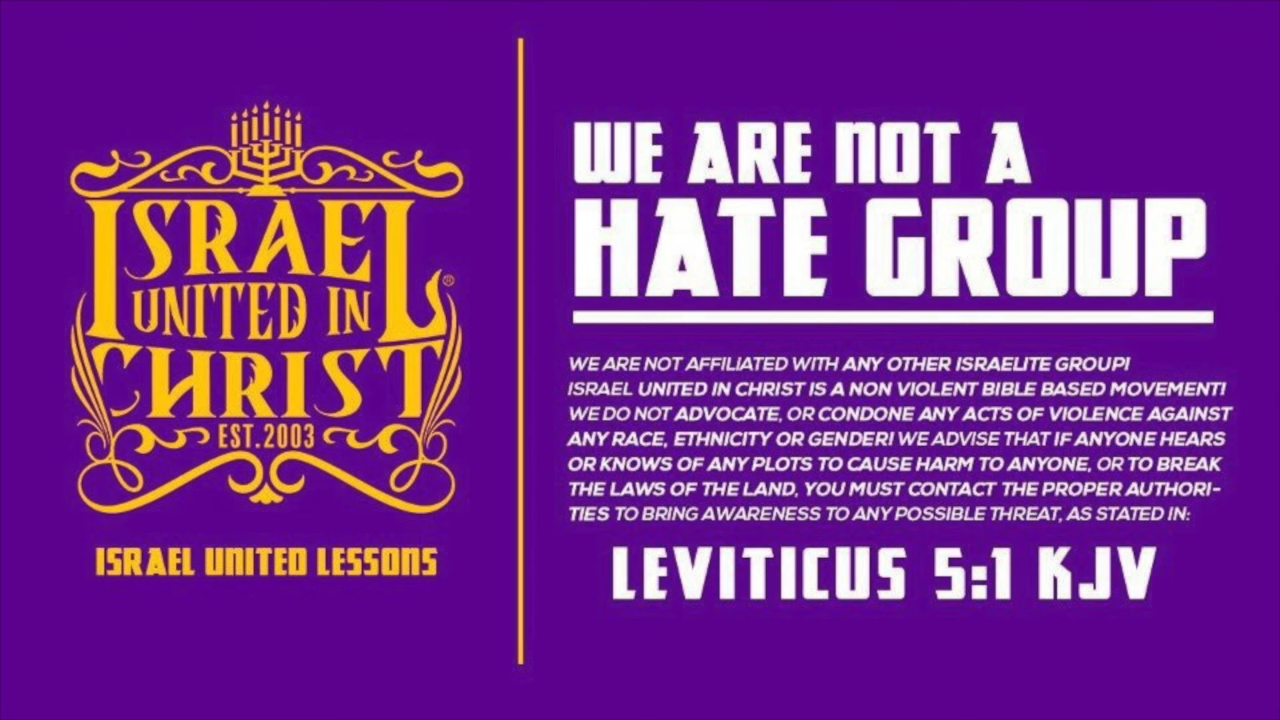 ISRAEL
UNITED IN
CHRIST
EST. 2003
®
ISRAEL UNITED LESSONS
WE ARE NOT A
HATE GROUP
WE ARE NOT AFFILIATED WITH ANY OTHER ISRAELITE GROUP!
ISRAEL UNITED IN CHRIST IS A NON VIOLENT BIBLE BASED MOVEMENT!
WE DO NOT ADVOCATE, OR CONDONE ANY ACTS OF VIOLENCE AGAINST
ANY RACE, ETHNICITY OR GENDER! WE ADVISE THAT IF ANYONE HEARS
OR KNOWS OF ANY PLOTS TO CAUSE HARM TO ANYONE, OR TO BREAK
THE LAWS OF THE LAND, YOU MUST CONTACT THE PROPER AUTHORI-
TIES TO BRING AWARENESS TO ANY POSSIBLE THREAT, AS STATED IN:
LEVITICUS 5:1 KJV